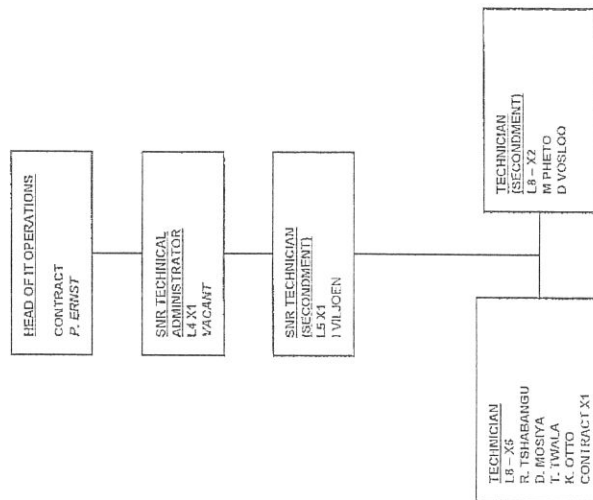 HEAD OF IT OPERATIONS
CONTRACT
P. ERNST
SNR TECHNICAL
ADMINISTRATOR
L4 X1
VACANT
SNR TECHNICIAN
(SECONDMENT)
L5 X1
I VILJOEN
TECHNICIAN
L8 – X5
R. TSHABANGU
D. MOSIYA
T. TWALA
K. OTTO
CONTRACT X1
TECHNICIAN
(SECONDMENT)
L8 – X2
M PHETO
D VOSLOO